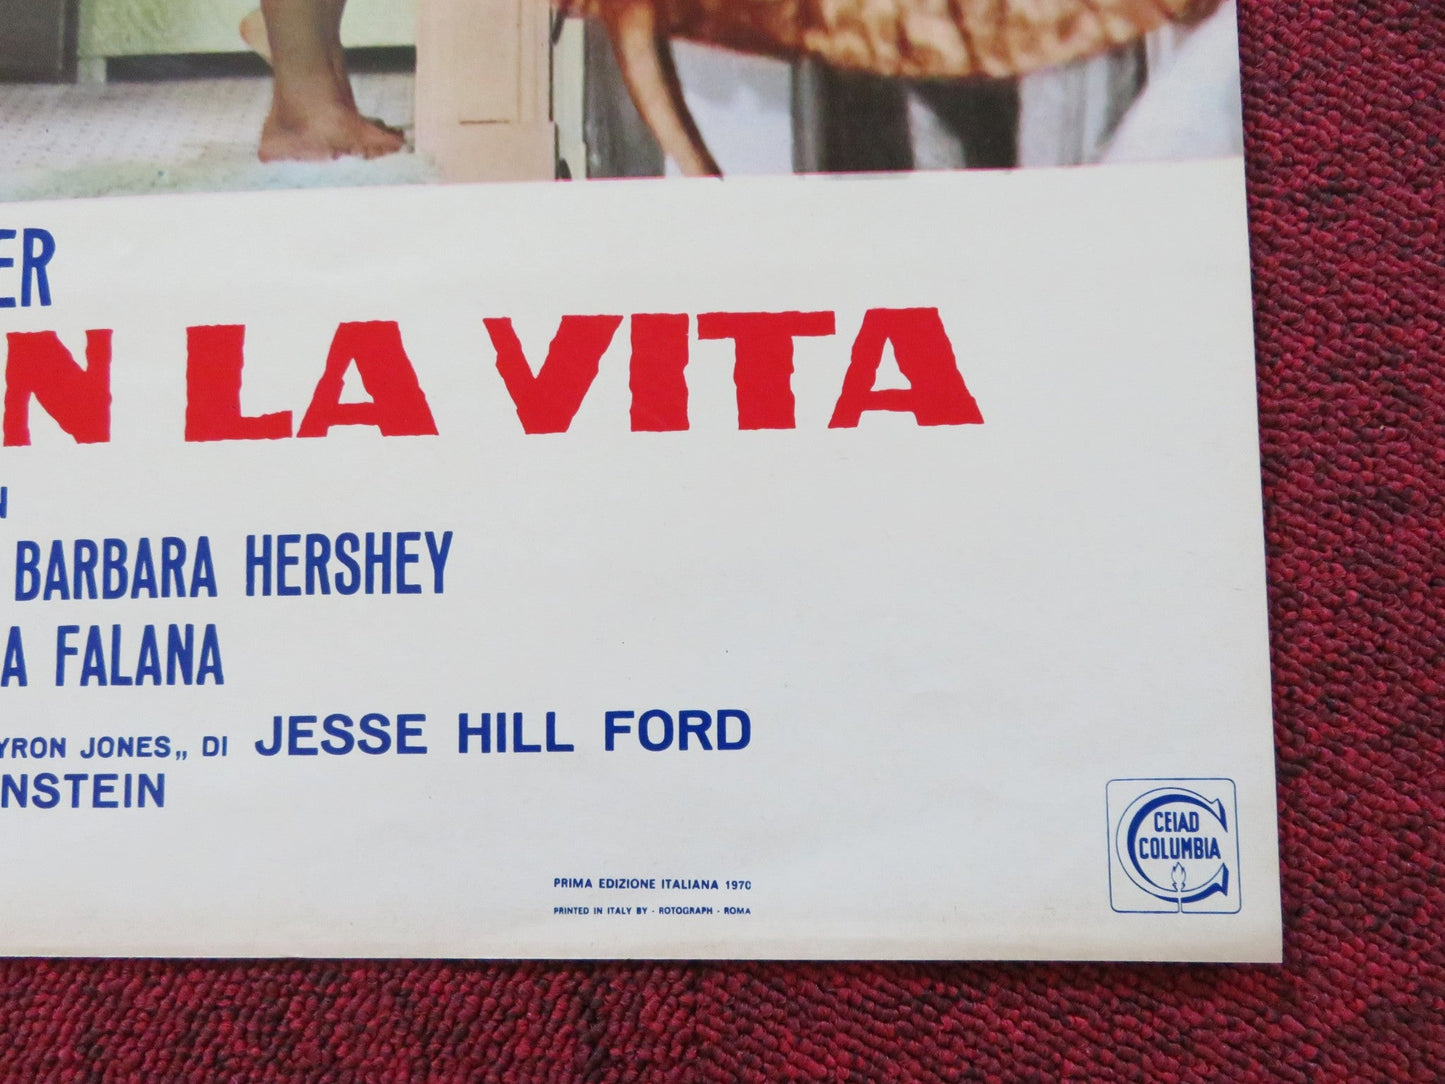 ER
N LA VITA
N
BARBARA HERSHEY
A FALANA
YRON JONES„ DI JESSE HILL FORD
NSTEIN
CEIAD
COLUMBIA
PRIMA EDIZIONE ITALIANA 1970
PRINTED IN ITALY BY - ROTOGRAPH - ROMA